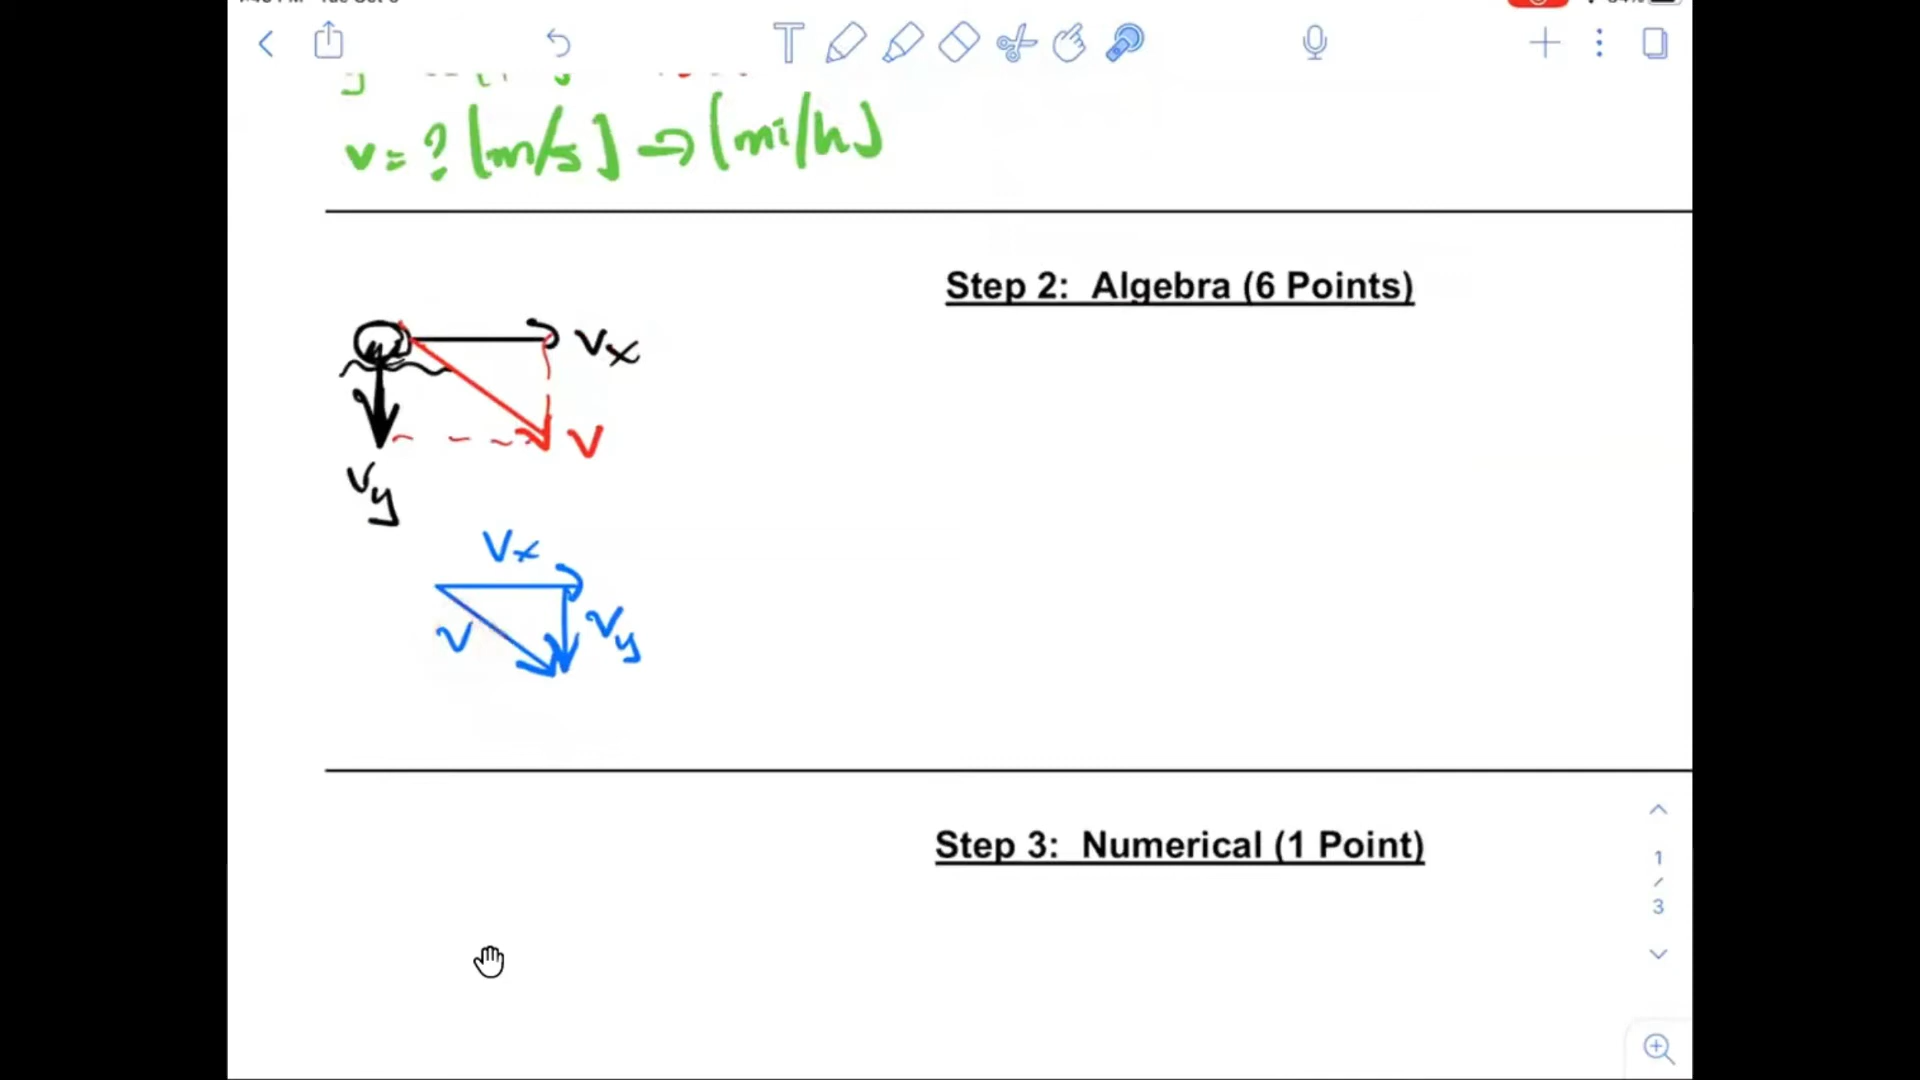 v = ? [m/s] → [mi/h]
Step 2: Algebra (6 Points)
m
vx
v
vy
vx
v
vy
Step 3: Numerical (1 Point)
1
/
3